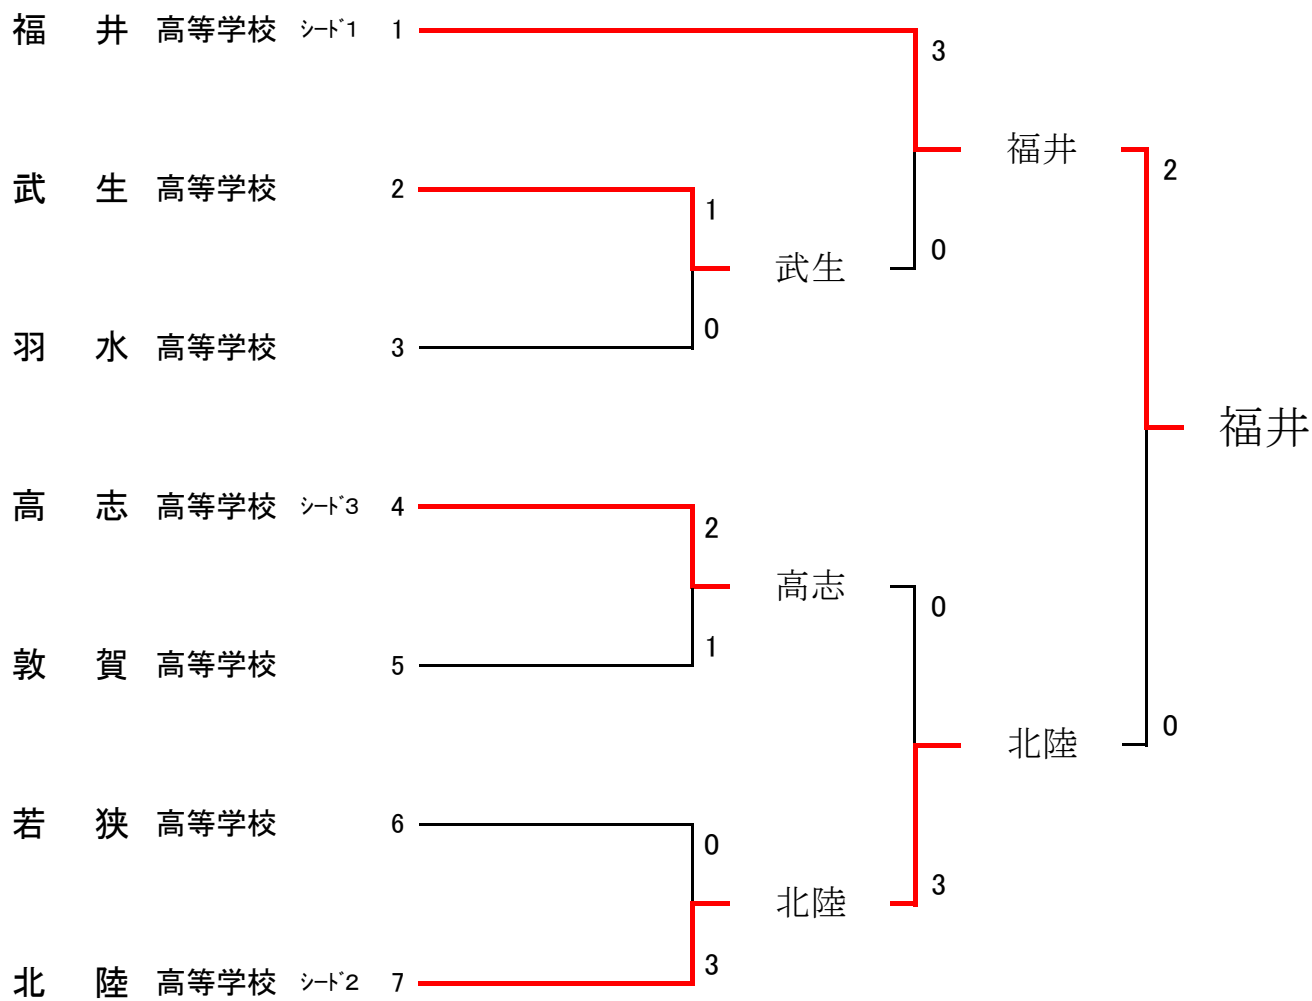 福 井 高等学校 ｼｰﾄﾞ1 1
3
福井
2
武 生 高等学校 2
1
武生
0
羽 水 高等学校 3
0
福井
高 志 高等学校 ｼｰﾄﾞ3 4
2
高志
0
敦 賀 高等学校 5
1
北陸
0
若 狭 高等学校 6
0
北陸
3
北 陸 高等学校 ｼｰﾄﾞ2 7
3